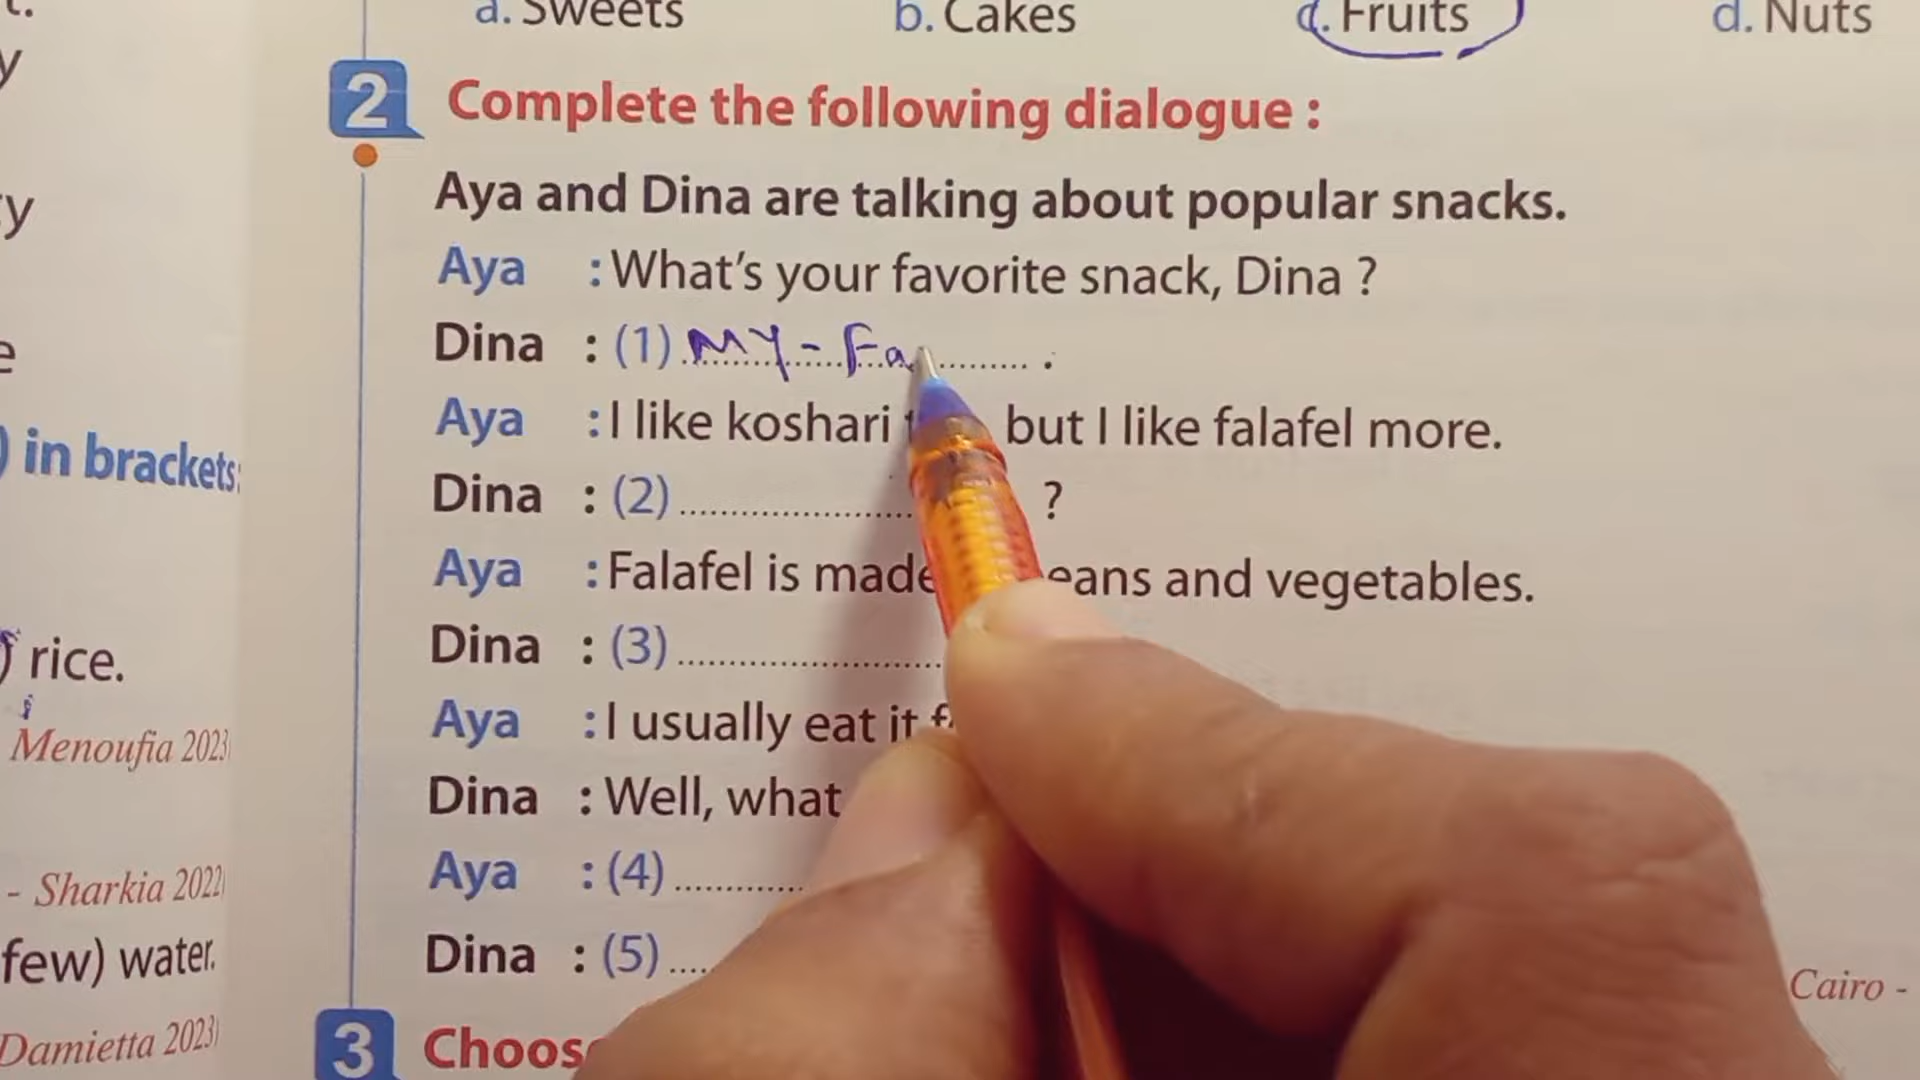 a. Sweets b. Cakes c. Fruits d. Nuts
2 Complete the following dialogue :
Aya and Dina are talking about popular snacks.
Aya : What's your favorite snack, Dina ?
Dina : (1) MY - Fa .
Aya : I like koshari but I like falafel more.
Dina : (2) ?
Aya : Falafel is made and vegetables.
Dina : (3)
Aya : I usually eat it
Dina : Well, what
Aya : (4)
Dina : (5)
Cairo -
3
) in brackets:
rice.
Menoufia 2023
- Sharkia 2022
few) water.
Damietta 2023